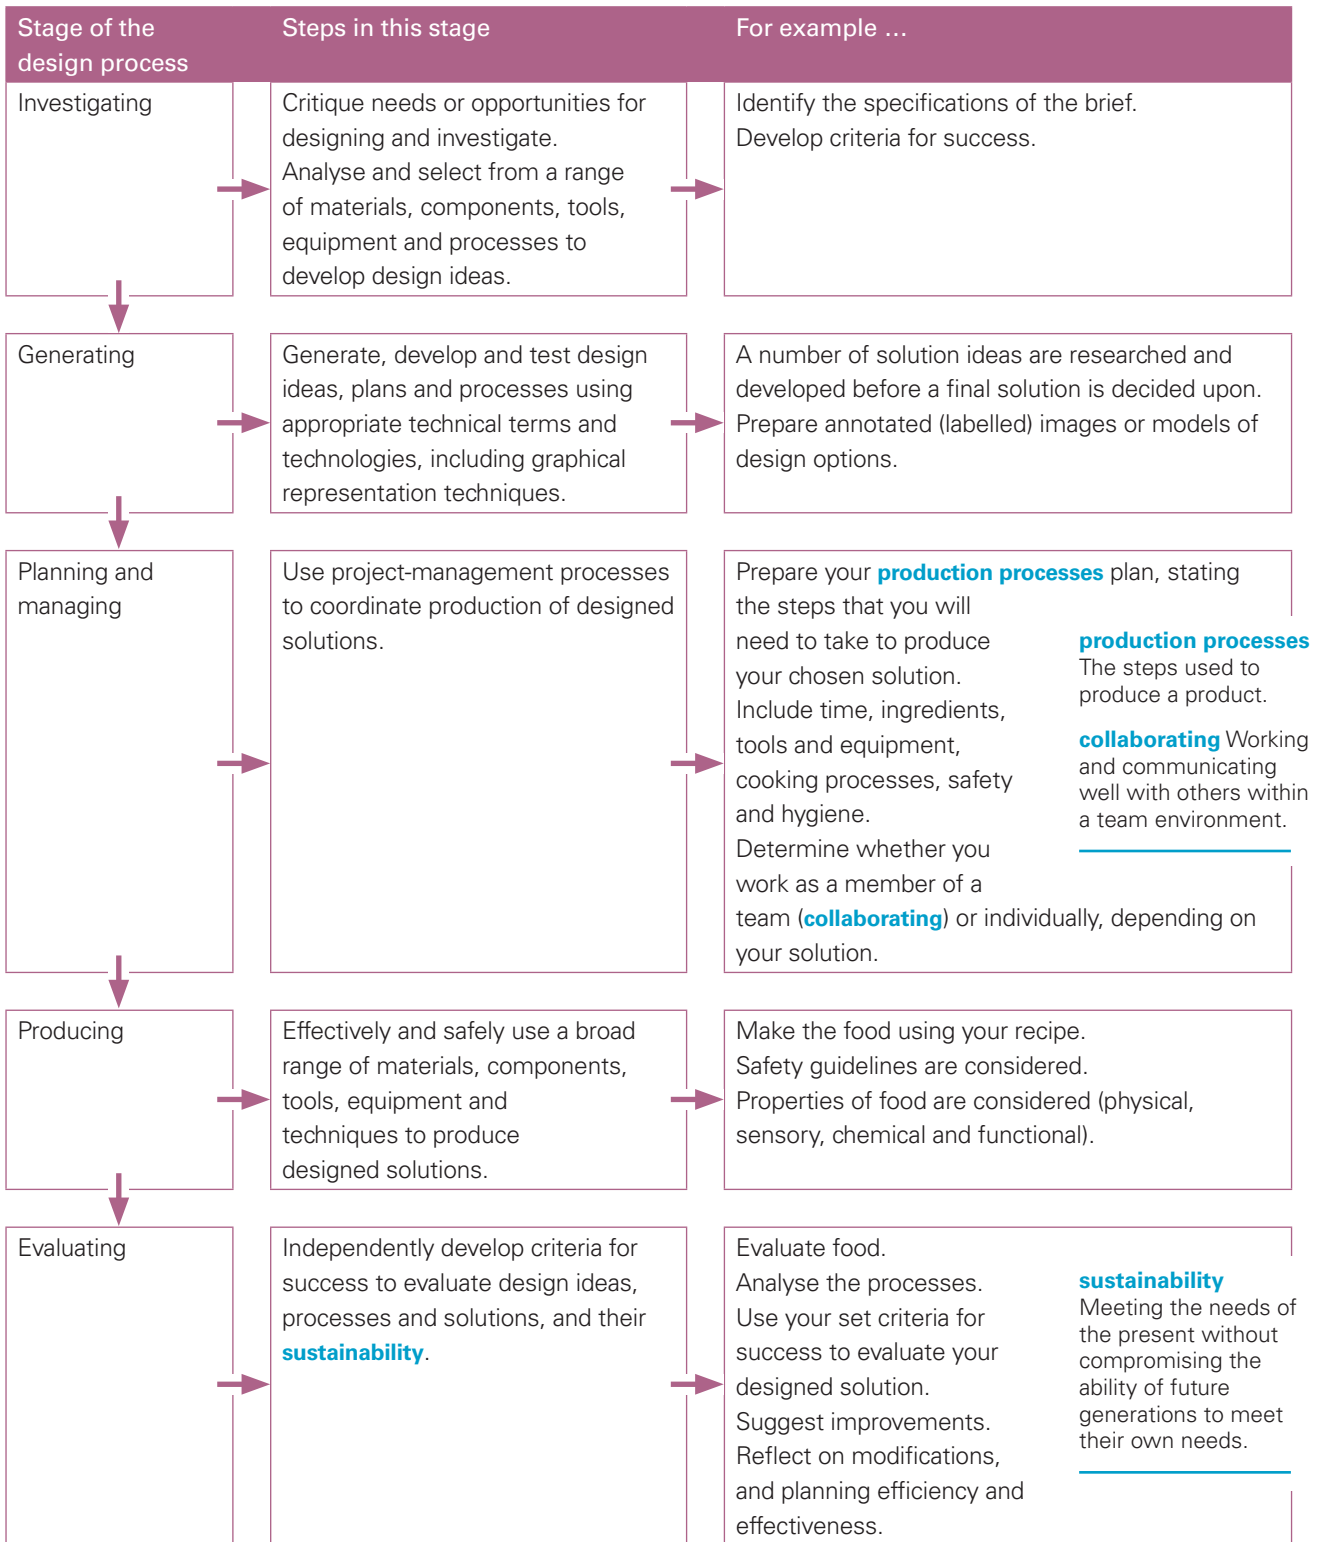 Stage of the
design process
Steps in this stage
For example …
Investigating
Critique needs or opportunities for
designing and investigate.
Analyse and select from a range
of materials, components, tools,
equipment and processes to
develop design ideas.
Identify the specifications of the brief.
Develop criteria for success.
Generating
Generate, develop and test design
ideas, plans and processes using
appropriate technical terms and
technologies, including graphical
representation techniques.
A number of solution ideas are researched and
developed before a final solution is decided upon.
Prepare annotated (labelled) images or models of
design options.
Planning and
managing
Use project-management processes
to coordinate production of designed
solutions.
Prepare your production processes plan, stating
the steps that you will
need to take to produce
your chosen solution.
Include time, ingredients,
tools and equipment,
cooking processes, safety
and hygiene.
Determine whether you
work as a member of a
team (collaborating) or individually, depending on
your solution.
production processes
The steps used to
produce a product.
collaborating Working
and communicating
well with others within
a team environment.
Producing
Effectively and safely use a broad
range of materials, components,
tools, equipment and
techniques to produce
designed solutions.
Make the food using your recipe.
Safety guidelines are considered.
Properties of food are considered (physical,
sensory, chemical and functional).
Evaluating
Independently develop criteria for
success to evaluate design ideas,
processes and solutions, and their
sustainability.
Evaluate food.
Analyse the processes.
Use your set criteria for
success to evaluate your
designed solution.
Suggest improvements.
Reflect on modifications,
and planning efficiency and
effectiveness.
sustainability
Meeting the needs of
the present without
compromising the
ability of future
generations to meet
their own needs.